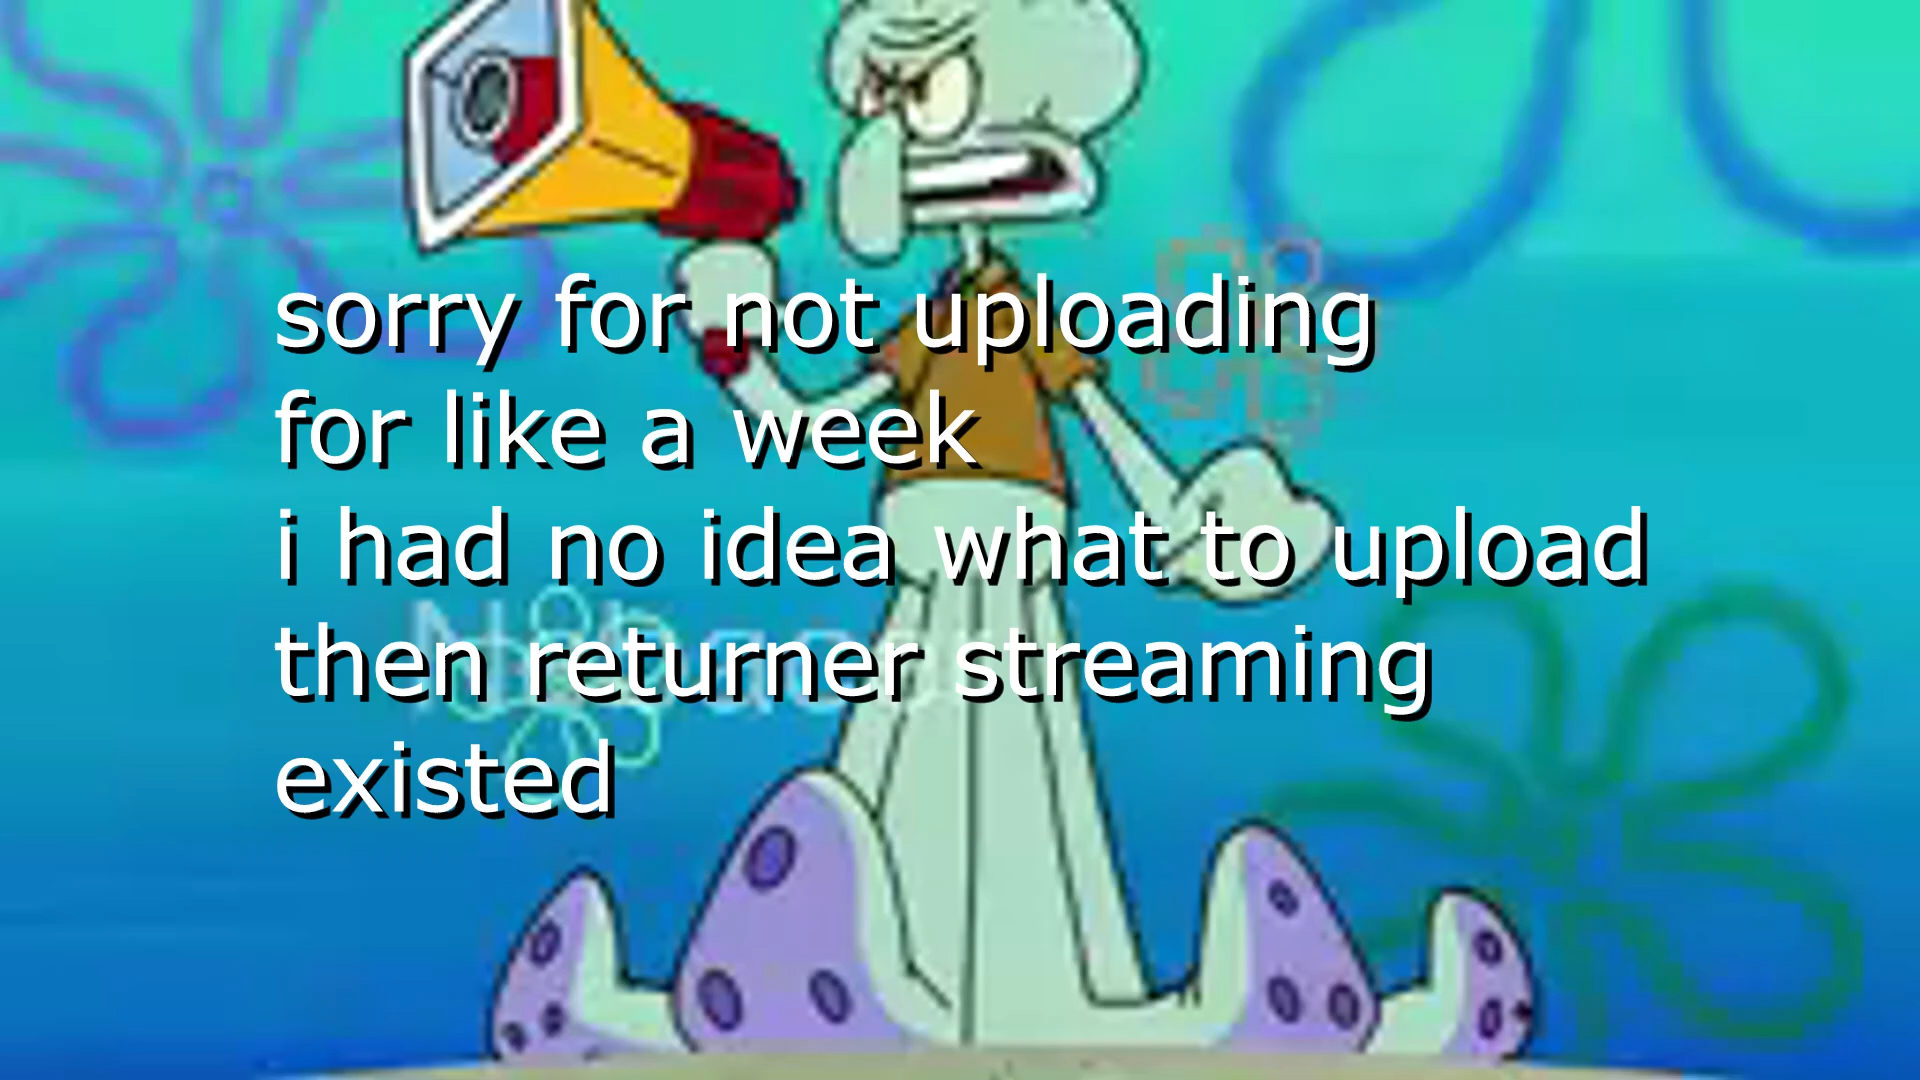 sorry for not uploading
for like a week
i had no idea what to upload
then returner streaming
existed